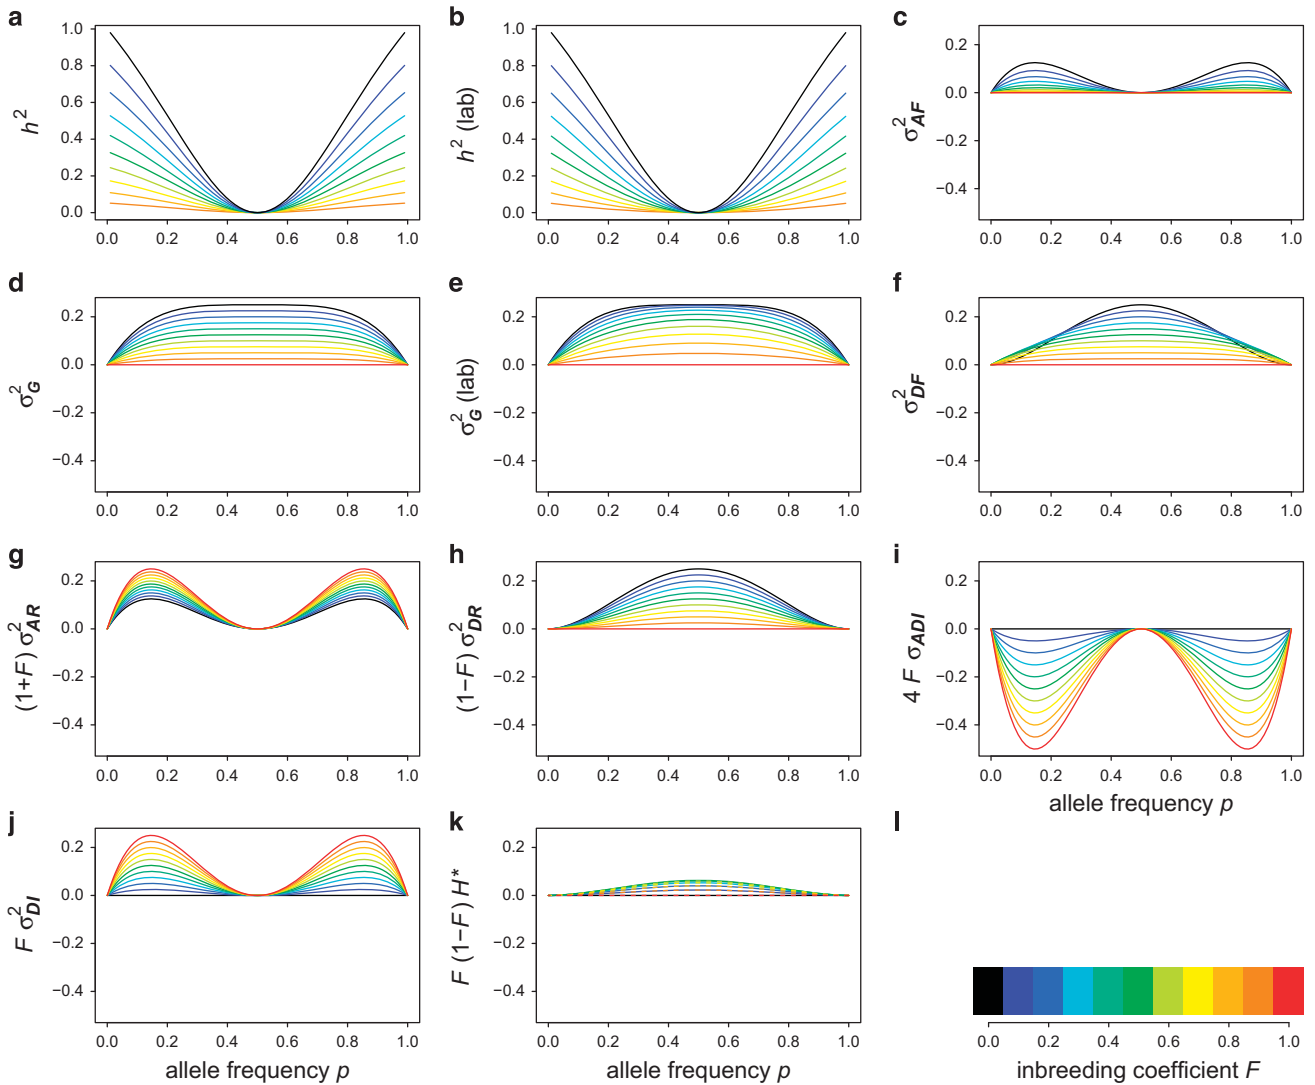 a
h²
1.0
0.8
0.6
0.4
0.2
0.0
0.0 0.2 0.4 0.6 0.8 1.0
b
h² (lab)
1.0
0.8
0.6
0.4
0.2
0.0
0.0 0.2 0.4 0.6 0.8 1.0
c
σ²AF
0.2
0.0
−0.2
−0.4
0.0 0.2 0.4 0.6 0.8 1.0
d
σ²G
0.2
0.0
−0.2
−0.4
0.0 0.2 0.4 0.6 0.8 1.0
e
σ²G (lab)
0.2
0.0
−0.2
−0.4
0.0 0.2 0.4 0.6 0.8 1.0
f
σ²DF
0.2
0.0
−0.2
−0.4
0.0 0.2 0.4 0.6 0.8 1.0
g
(1+F) σ²AR
0.2
0.0
−0.2
−0.4
0.0 0.2 0.4 0.6 0.8 1.0
h
(1−F) σ²DR
0.2
0.0
−0.2
−0.4
0.0 0.2 0.4 0.6 0.8 1.0
i
4 F σADI
0.2
0.0
−0.2
−0.4
0.0 0.2 0.4 0.6 0.8 1.0
allele frequency p
j
F σ²DI
0.2
0.0
−0.2
−0.4
0.0 0.2 0.4 0.6 0.8 1.0
allele frequency p
k
F (1−F) H*
0.2
0.0
−0.2
−0.4
0.0 0.2 0.4 0.6 0.8 1.0
allele frequency p
l
0.0 0.2 0.4 0.6 0.8 1.0
inbreeding coefficient F